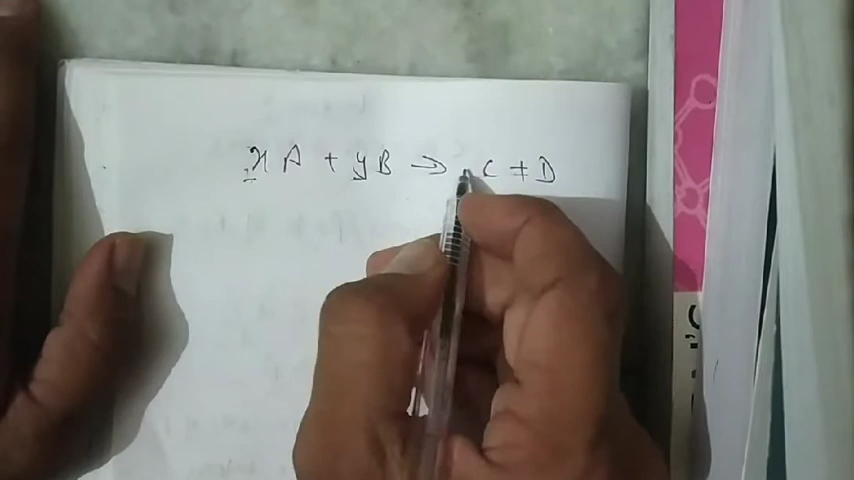 xA + yB → C + D